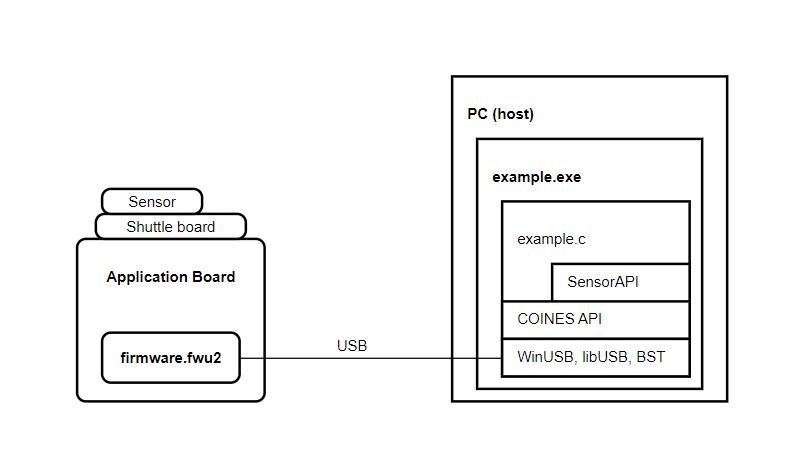 PC (host)
example.exe
example.c
SensorAPI
COINES API
WinUSB, libUSB, BST
Sensor
Shuttle board
Application Board
firmware.fwu2
USB